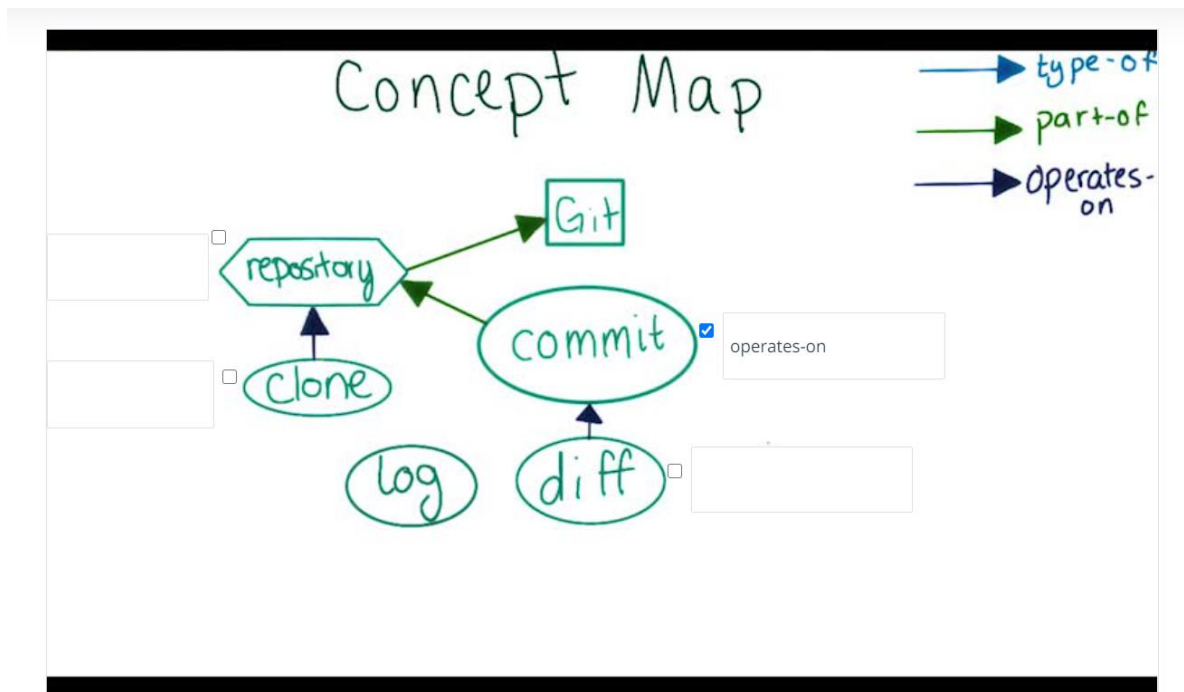 Concept Map
type-of
part-of
operates-
on
Git
repository
commit
operates-on
clone
log
diff